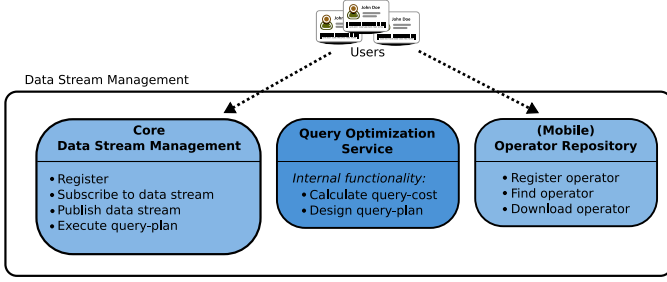 John Doe
John Doe
John Doe
Users
Data Stream Management
Core
Data Stream Management
• Register
• Subscribe to data stream
• Publish data stream
• Execute query-plan
Query Optimization
Service
Internal functionality:
• Calculate query-cost
• Design query-plan
(Mobile)
Operator Repository
• Register operator
• Find operator
• Download operator